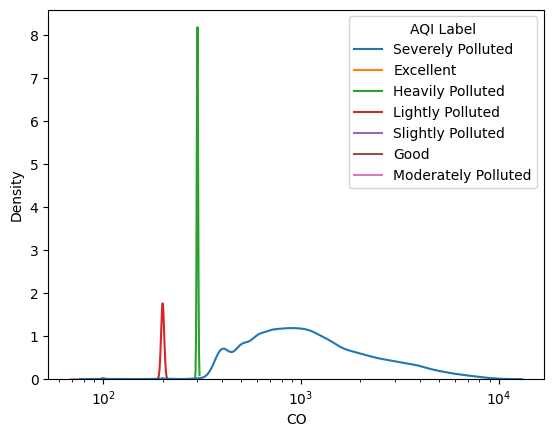 AQI Label
Severely Polluted
Excellent
Heavily Polluted
Lightly Polluted
Slightly Polluted
Good
Moderately Polluted
8
7
6
5
4
3
2
1
0
Density
10²
10³
10⁴
CO